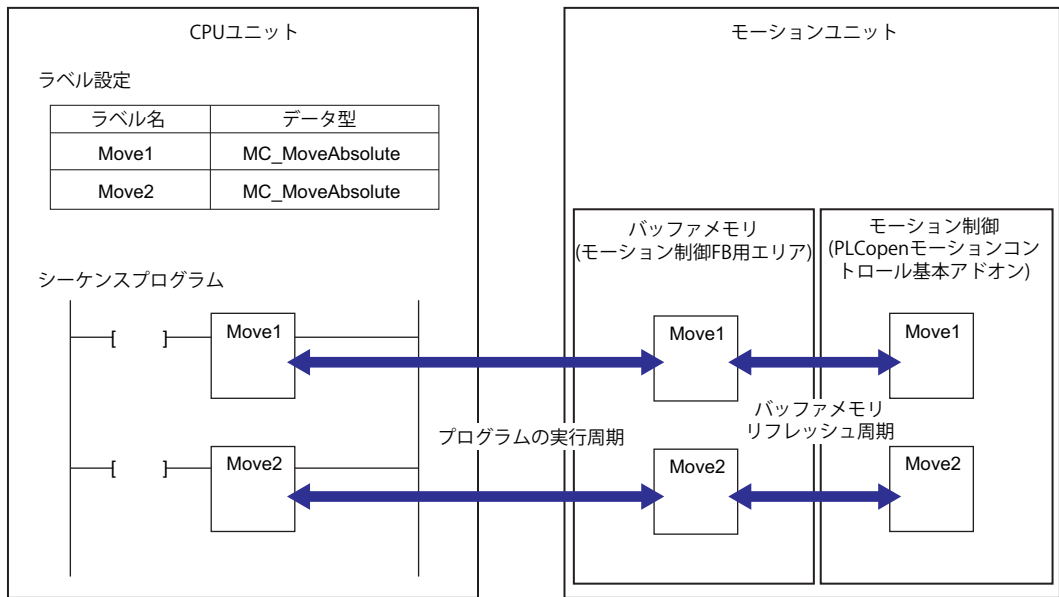 CPUユニット
ラベル設定
ラベル名 データ型
Move1 MC_MoveAbsolute
Move2 MC_MoveAbsolute
シーケンスプログラム
[ ] Move1
[ ] Move2
プログラムの実行周期
モーションユニット
バッファメモリ
(モーション制御FB用エリア)
Move1
Move2
バッファメモリ
リフレッシュ周期
モーション制御
(PLCopenモーションコン
トロール基本アドオン)
Move1
Move2